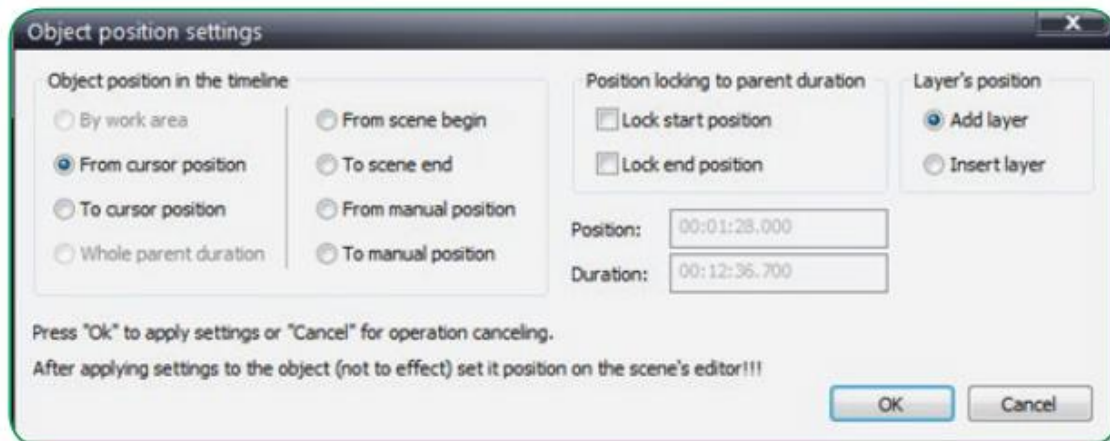 Object position settings
X
Object position in the timeline
By work area
From cursor position
To cursor position
Whole parent duration
From scene begin
To scene end
From manual position
To manual position
Position locking to parent duration
Lock start position
Lock end position
Layer's position
Add layer
Insert layer
Position: 00:01:28.000
Duration: 00:12:36.700
Press "Ok" to apply settings or "Cancel" for operation canceling.
After applying settings to the object (not to effect) set it position on the scene's editor!!!
OK
Cancel